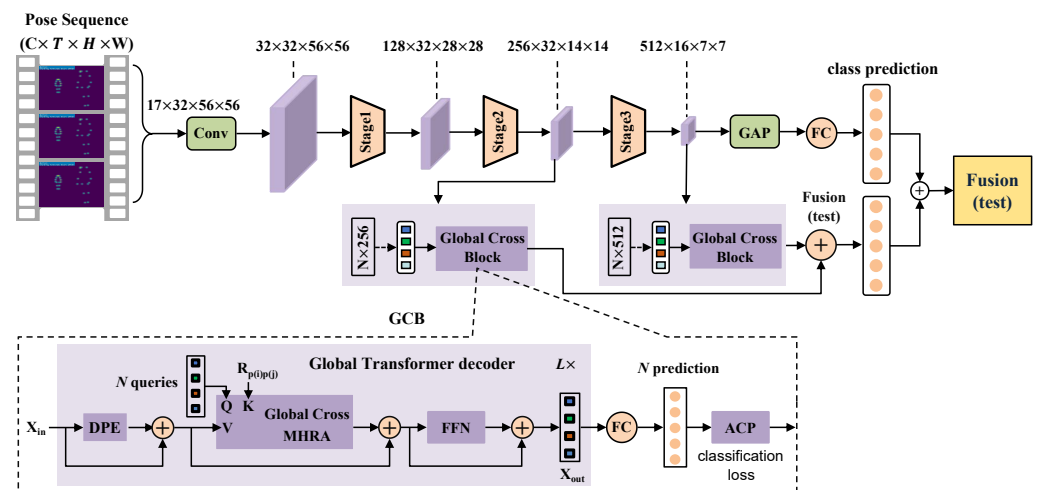 Pose Sequence
(C× T × H ×W)
17×32×56×56
Conv
32×32×56×56
Stage1
128×32×28×28
Stage2
256×32×14×14
Stage3
512×16×7×7
GAP
FC
class prediction
+
Fusion
(test)
N×256
Global Cross
Block
N×512
Global Cross
Block
Fusion
(test)
+
GCB
Global Transformer decoder
L×
N queries
R p(i)p(j)
Q K
V
Global Cross
MHRA
Xin
DPE
+
+
FFN
+
Xout
FC
N prediction
ACP
classification
loss